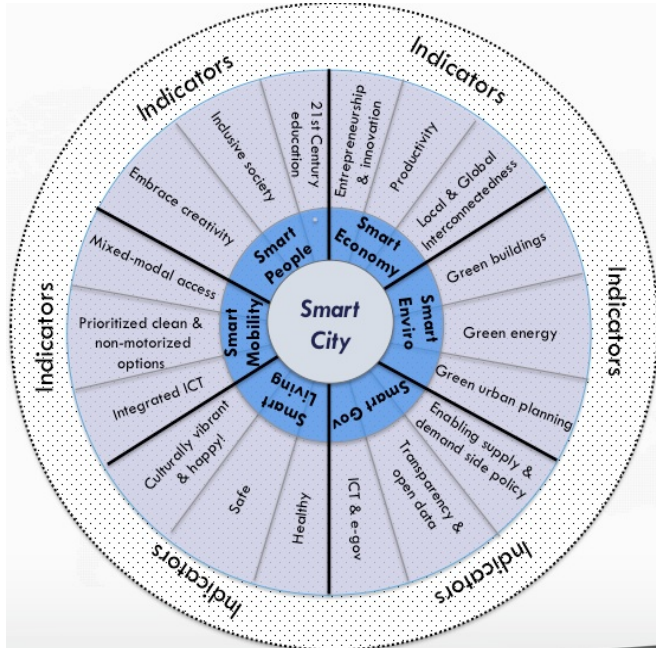 Smart
City
Smart
People
Smart
Economy
Smart
Enviro
Smart Gov
Smart
Living
Smart
Mobility
21st Century
education
Inclusive society
Embrace creativity
Entrepreneurship
& innovation
Productivity
Local & Global
Interconnectedness
Green buildings
Green energy
Green urban planning
Enabling supply &
demand side policy
Transparency &
open data
ICT & e-gov
Healthy
Safe
Culturally vibrant
& happy!
Integrated ICT
Prioritized clean &
non-motorized
options
Mixed-modal access
Indicators
Indicators
Indicators
Indicators
Indicators
Indicators